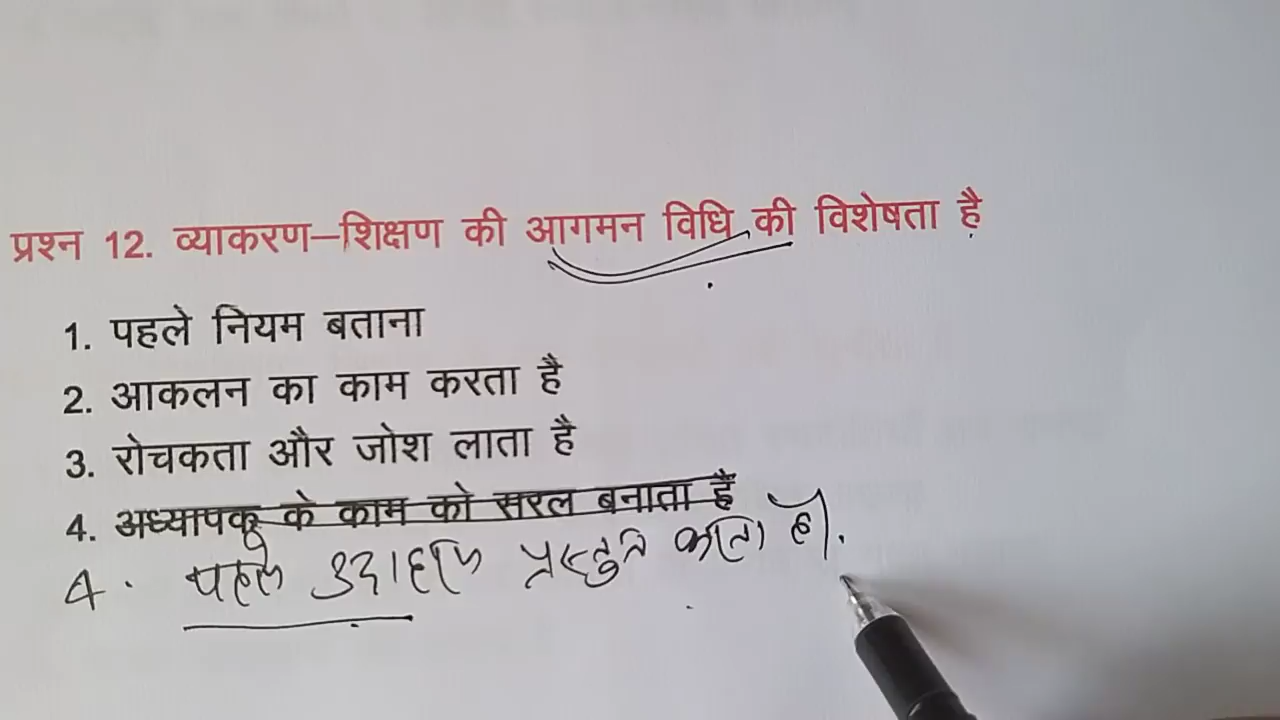 प्रश्न 12. व्याकरण–शिक्षण की आगमन विधि की विशेषता है
1. पहले नियम बताना
2. आकलन का काम करता है
3. रोचकता और जोश लाता है
4. अध्यापक के काम को सरल बनाता है
4. पहले उदाहरण प्रस्तुत करता है।